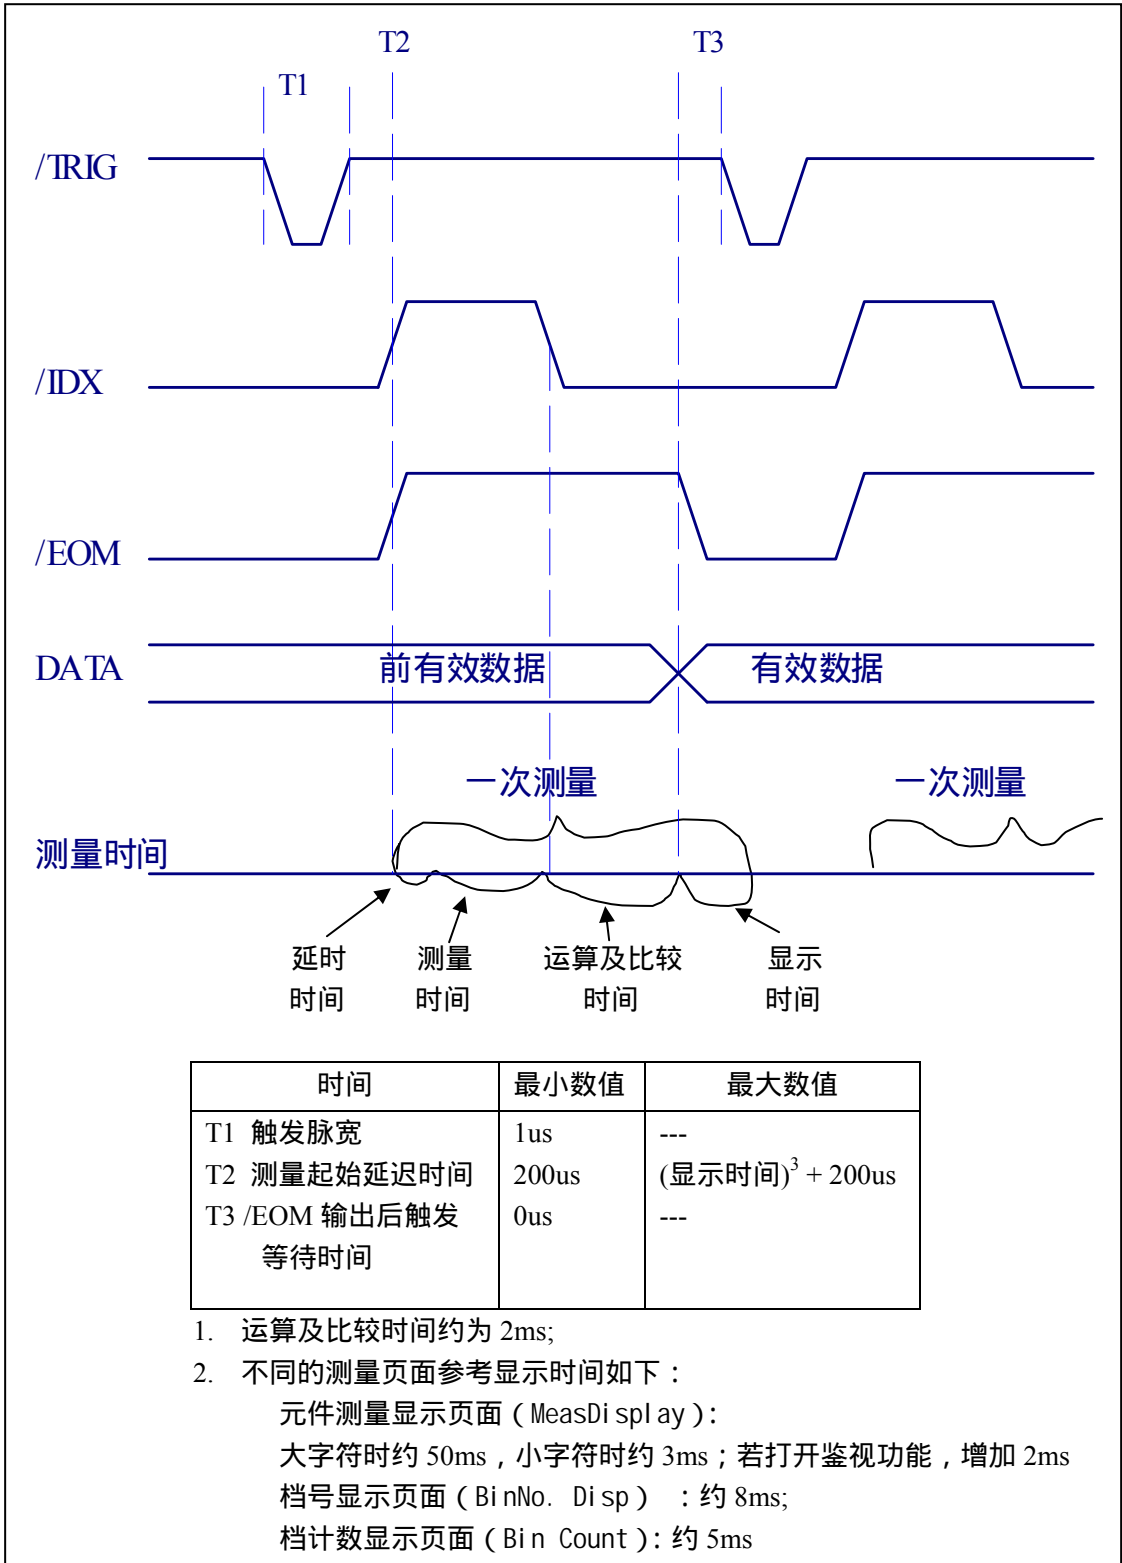 T2 T3
T1
/TRIG
/IDX
/EOM
DATA 前有效数据 有效数据
一次测量 一次测量
测量时间
延时 测量 运算及比较 显示
时间 时间 时间 时间
时间 最小数值 最大数值
T1 触发脉宽 1us ---
T2 测量起始延迟时间 200us (显示时间)³ + 200us
T3 /EOM 输出后触发 0us ---
等待时间
1. 运算及比较时间约为 2ms;
2. 不同的测量页面参考显示时间如下：
元件测量显示页面（MeasDisplay）：
大字符时约 50ms，小字符时约 3ms；若打开鉴视功能，增加 2ms
档号显示页面（BinNo. Disp） ：约 8ms;
档计数显示页面（Bin Count）：约 5ms